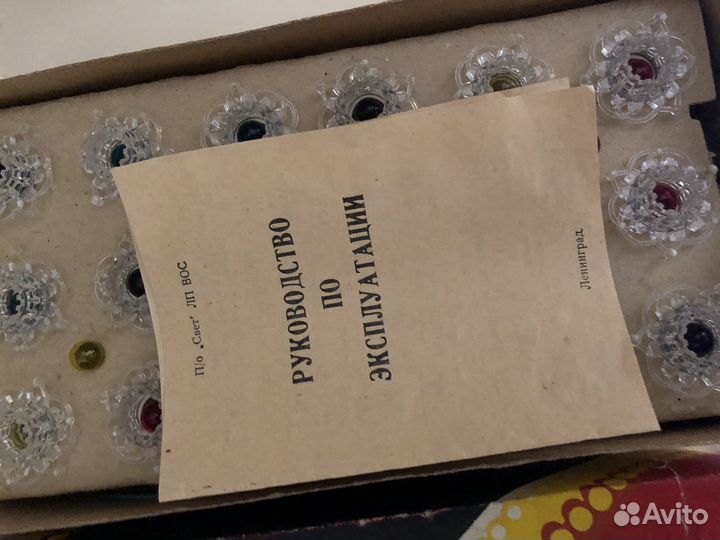 П/о „Свет“ ЛП ВОС
РУКОВОДСТВО
ПО
ЭКСПЛУАТАЦИИ
Ленинград
Avito